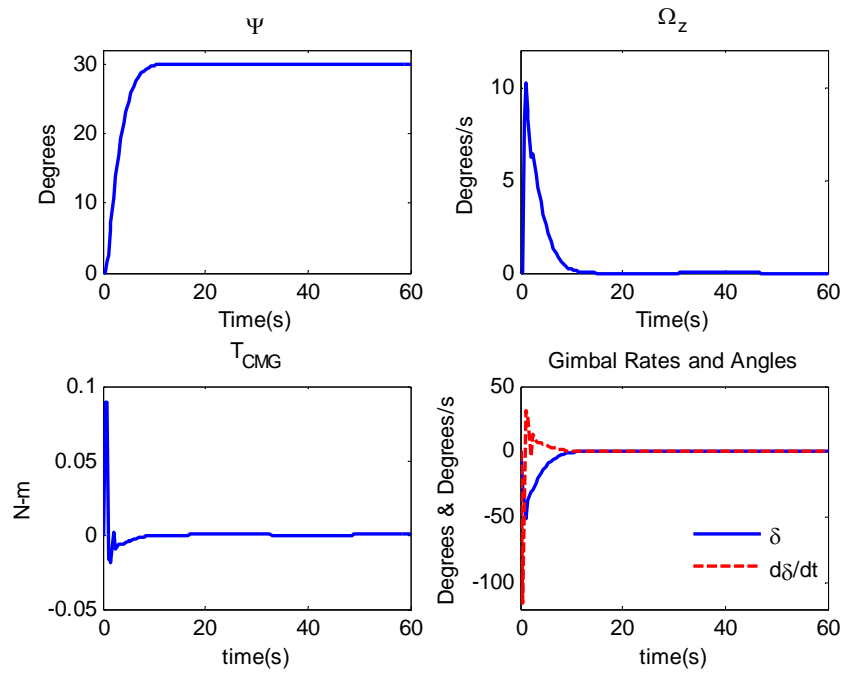 Ψ
30
20
10
0
Degrees
0
20
40
60
Time(s)
Ω_z
10
5
0
Degrees/s
0
20
40
60
Time(s)
T_CMG
0.1
0.05
0
-0.05
N-m
0
20
40
60
time(s)
Gimbal Rates and Angles
50
0
-50
-100
Degrees & Degrees/s
δ
dδ/dt
0
20
40
60
time(s)